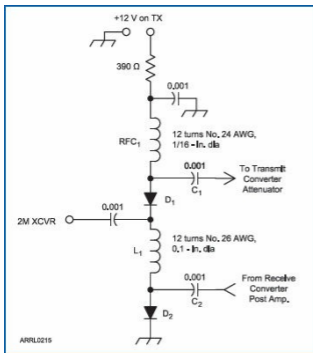 +12 V on TX
390 Ω
0.001
RFC1
12 turns No. 24 AWG,
1/16 - In. dia
0.001
C1
To Transmit
Converter
Attenuator
D1
0.001
2M XCVR
L1
12 turns No. 26 AWG,
0.1 - In. dia
0.001
C2
From Receive
Converter
Post Amp.
D2
ARRL0215